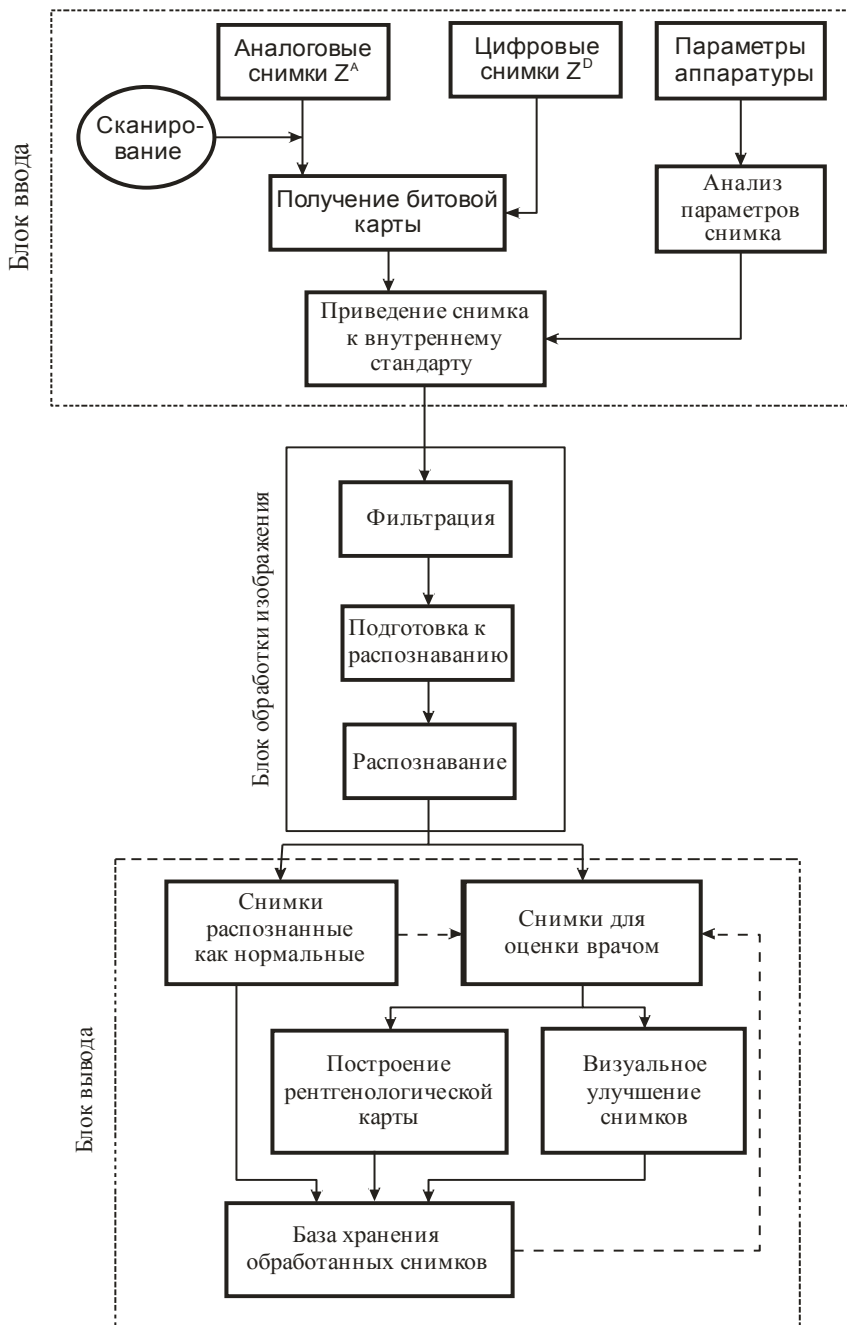 Аналоговые
снимки Z^A
Цифровые
снимки Z^D
Параметры
аппаратуры
Сканиро-
вание
Получение битовой
карты
Анализ
параметров
снимка
Приведение снимка
к внутреннему
стандарту
Блок ввода
Фильтрация
Подготовка к
распознаванию
Распознавание
Блок обработки изображения
Снимки
распознанные
как нормальные
Снимки для
оценки врачом
Построение
рентгенологической
карты
Визуальное
улучшение
снимков
База хранения
обработанных снимков
Блок вывода